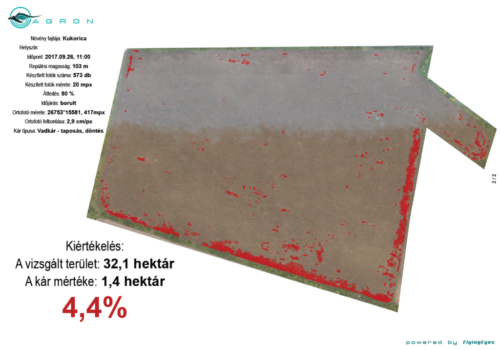 AGRON
Növény fajtája: Kukorica
Helyszín:
Időpont: 2017.09.26, 11:00
Repülési magasság: 103 m
Készített fotók száma: 573 db
Készített fotók mérete: 20 mpx
Átfedés: 80 %
Időjárás: borult
Ortofotó mérete: 26753*15581, 417mpx
Ortofotó felbontása: 2,9 cm/px
Kár típusa: Vadkár - taposás, döntés
2 / 2
Kiértékelés:
A vizsgált terület: 32,1 hektár
A kár mértéke: 1,4 hektár
4,4%
powered by FlyingEyes